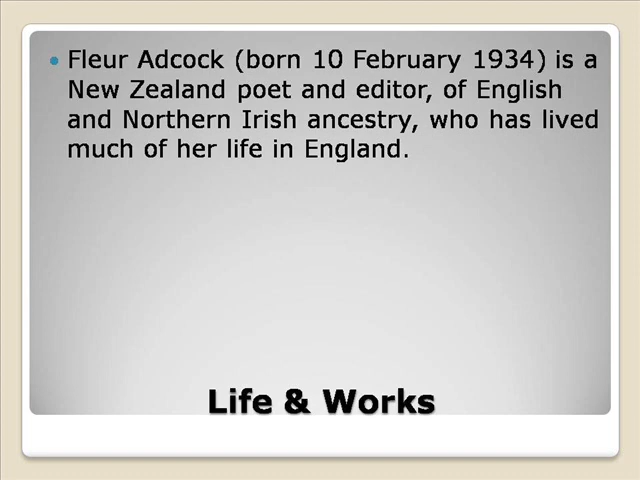 Fleur Adcock (born 10 February 1934) is a
New Zealand poet and editor, of English
and Northern Irish ancestry, who has lived
much of her life in England.
Life & Works